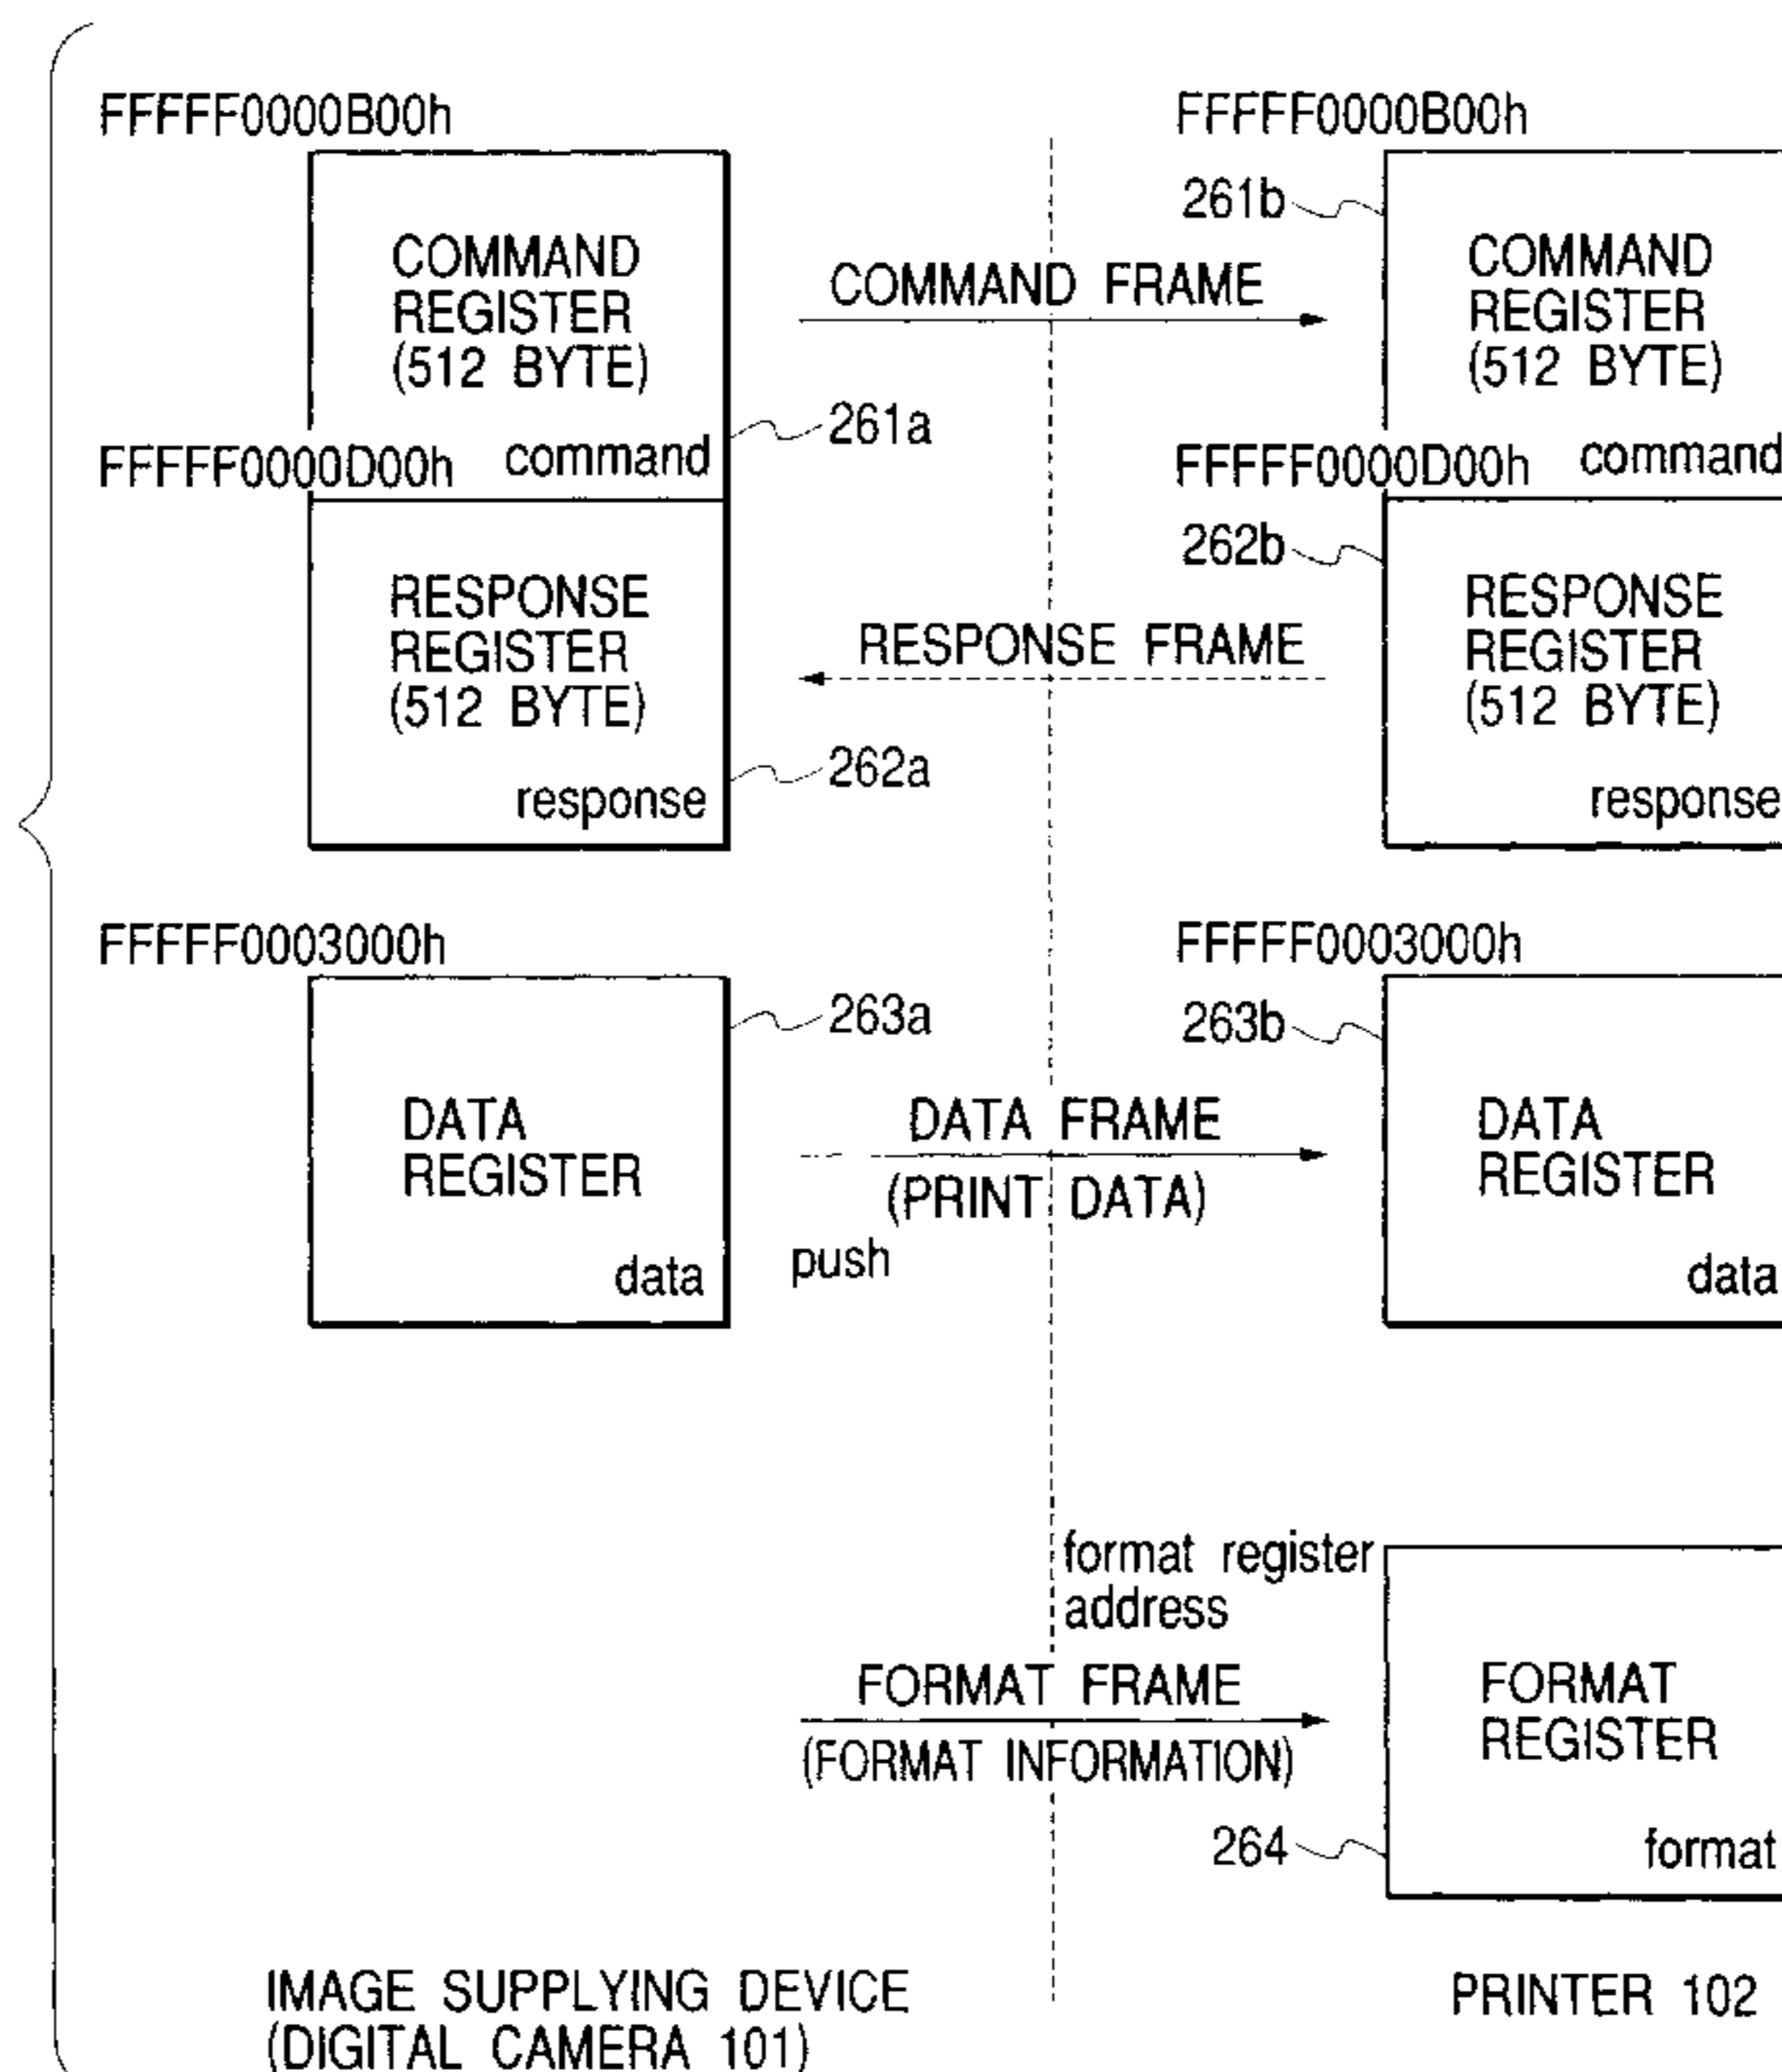 FFFFF0000B00h
FFFFF0000B00h
261b
COMMAND
REGISTER
(512 BYTE)
COMMAND FRAME
COMMAND
REGISTER
(512 BYTE)
261a
FFFFF0000D00h
command
FFFFF0000D00h
command
262b
RESPONSE
REGISTER
(512 BYTE)
RESPONSE FRAME
RESPONSE
REGISTER
(512 BYTE)
262a
response
response
FFFFF0003000h
FFFFF0003000h
263a
263b
DATA
REGISTER
DATA FRAME
(PRINT DATA)
DATA
REGISTER
push
data
data
format register
address
FORMAT FRAME
(FORMAT INFORMATION)
FORMAT
REGISTER
264
format
IMAGE SUPPLYING DEVICE
(DIGITAL CAMERA 101)
PRINTER 102